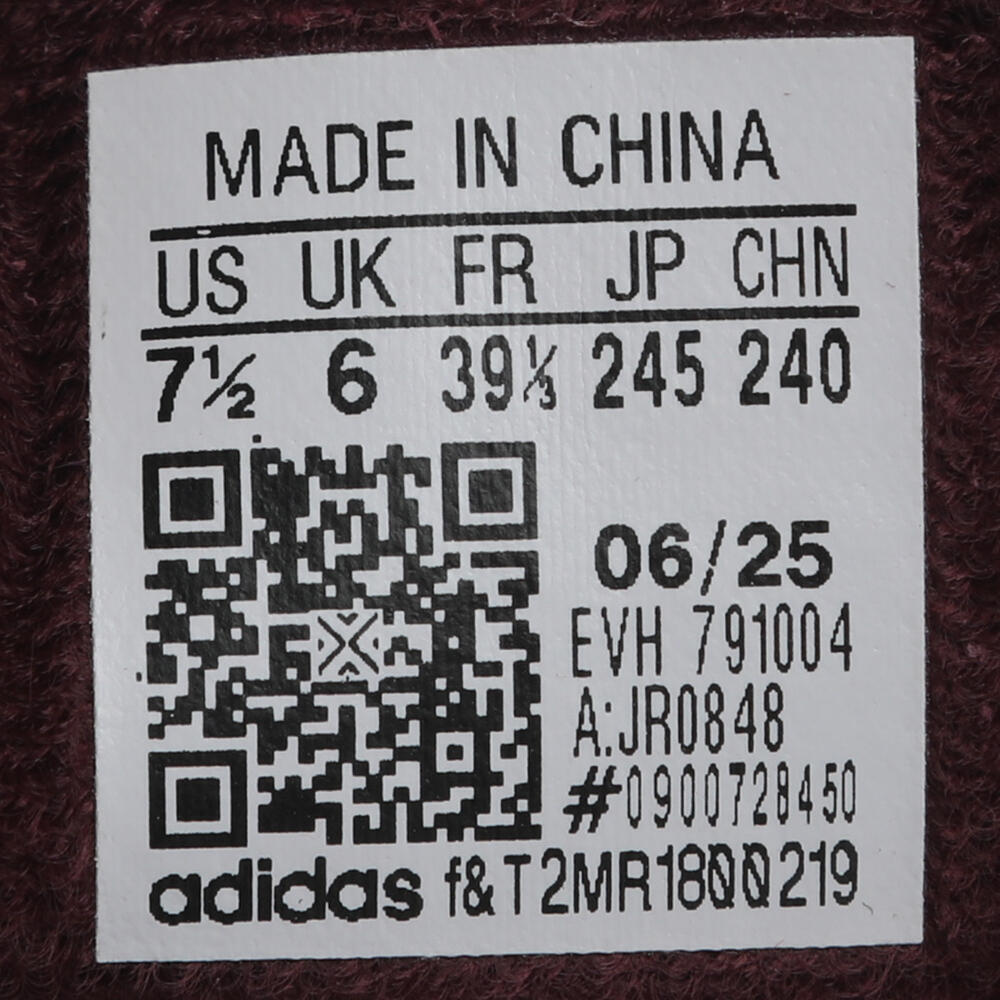 MADE IN CHINA
US UK FR JP CHN
7½ 6 39⅓ 245 240
06/25
EVH 791004
A:JR0848
#0900728450
adidas f&T2MR1800219